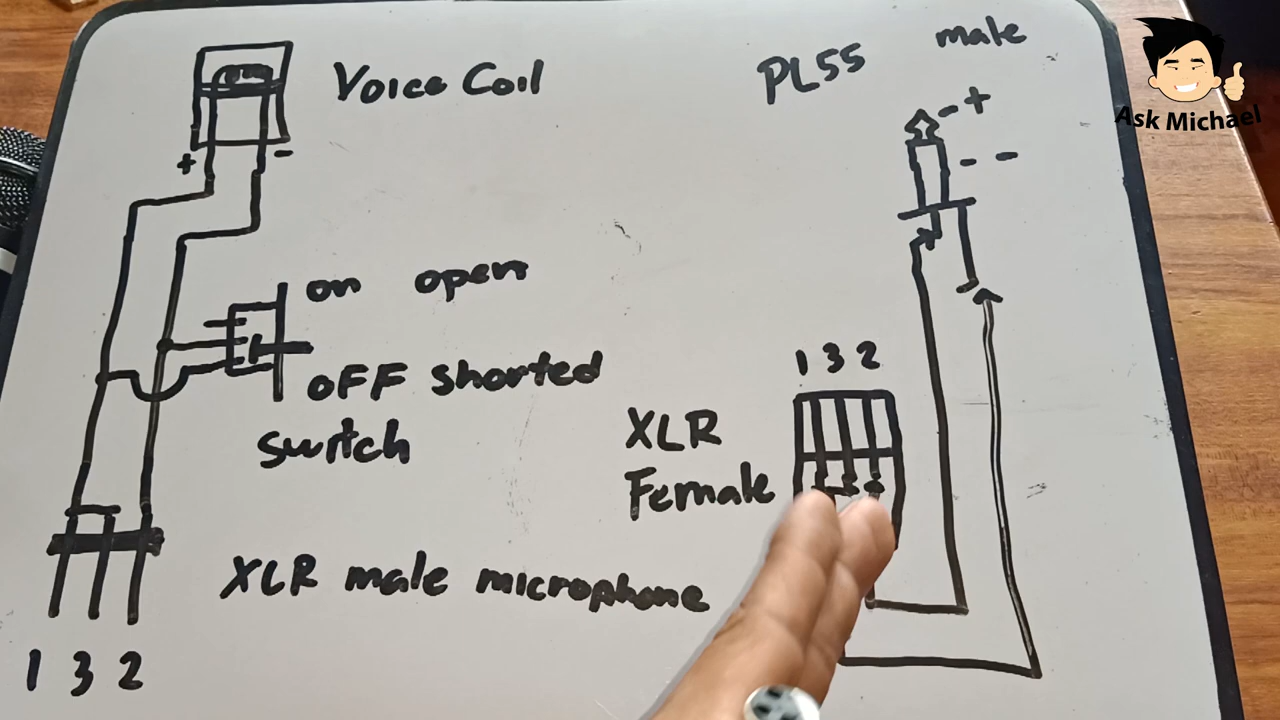 Voice Coil
+ -
on open
OFF shorted
switch
XLR male microphone
1 3 2
PL55 male
- +
- -
1 3 2
XLR
Female
Ask Michael